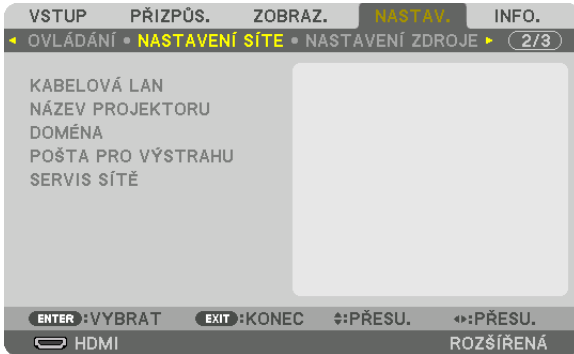 VSTUP PŘIZPŮS. ZOBRAZ. NASTAV. INFO.
◄ OVLÁDÁNÍ • NASTAVENÍ SÍTE • NASTAVENÍ ZDROJE ► 2/3
KABELOVÁ LAN
NÁZEV PROJEKTORU
DOMÉNA
POŠTA PRO VÝSTRAHU
SERVIS SÍTĚ
ENTER :VYBRAT EXIT :KONEC ♦:PŘESU. ◂▸:PŘESU.
HDMI ROZŠÍŘENÁ